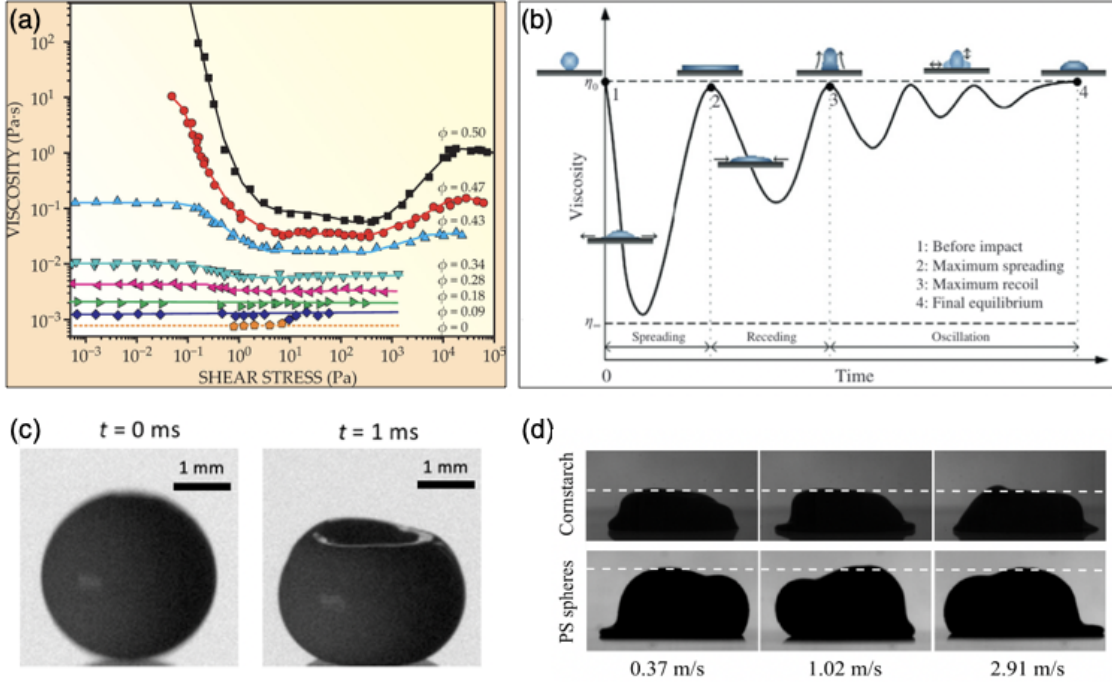 (a)
VISCOSITY (Pa·s)
10²
10¹
10⁰
10⁻¹
10⁻²
10⁻³
ϕ = 0.50
ϕ = 0.47
ϕ = 0.43
ϕ = 0.34
ϕ = 0.28
ϕ = 0.18
ϕ = 0.09
ϕ = 0
10⁻³ 10⁻² 10⁻¹ 10⁰ 10¹ 10² 10³ 10⁴ 10⁵
SHEAR STRESS (Pa)
(b)
η₀
1 2 3 4
Viscosity
1: Before impact
2: Maximum spreading
3: Maximum recoil
4: Final equilibrium
η∞
Spreading Receding Oscillation
0 Time
(c)
t = 0 ms t = 1 ms
1 mm 1 mm
(d)
Cornstarch
PS spheres
0.37 m/s 1.02 m/s 2.91 m/s